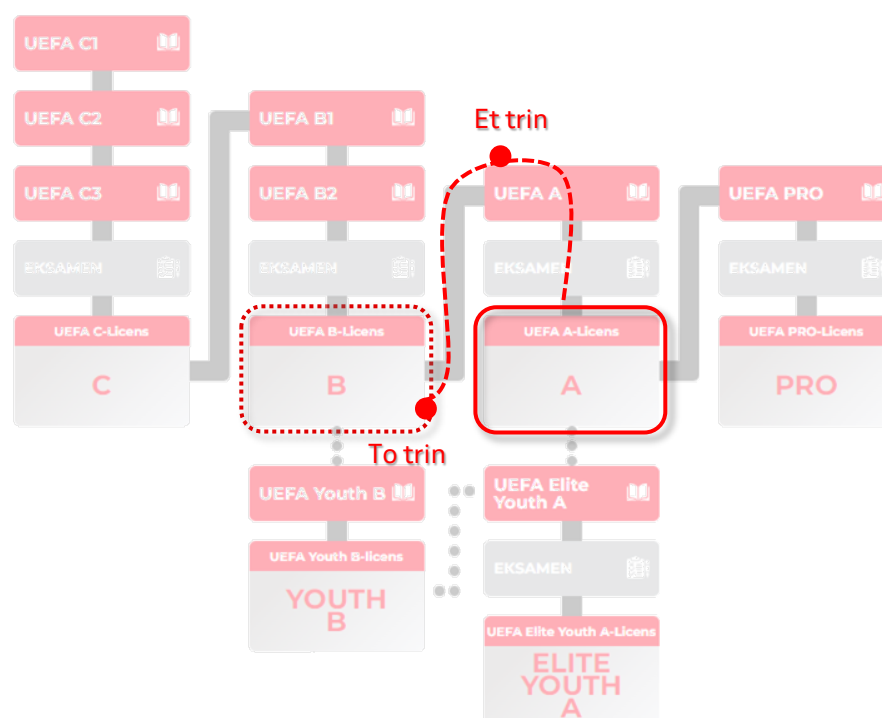 UEFA C1
UEFA C2
UEFA C3
EKSAMEN
UEFA C-Licens
C
UEFA B1
UEFA B2
EKSAMEN
UEFA B-Licens
B
To trin
UEFA Youth B
UEFA Youth B-licens
YOUTH
B
Et trin
UEFA A
EKSAMEN
UEFA A-Licens
A
UEFA Elite
Youth A
EKSAMEN
UEFA Elite Youth A-Licens
ELITE
YOUTH
A
UEFA PRO
EKSAMEN
UEFA PRO-Licens
PRO